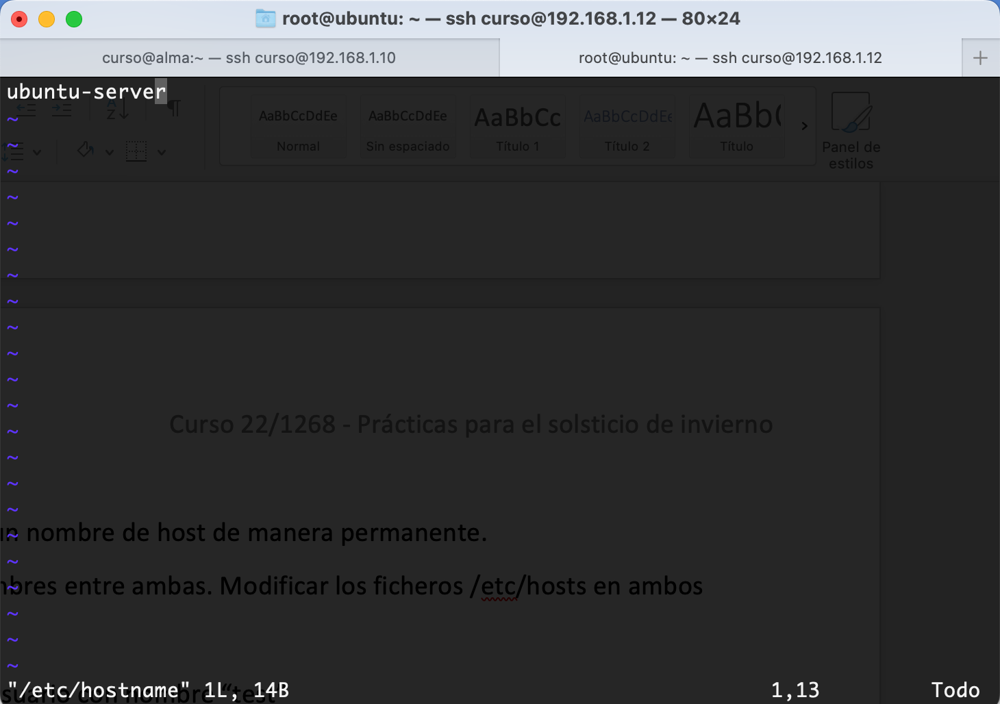 root@ubuntu: ~ — ssh curso@192.168.1.12 — 80×24
curso@alma:~ — ssh curso@192.168.1.10
root@ubuntu: ~ — ssh curso@192.168.1.12
ubuntu-server
AaBbCcDdEe
AaBbCcDdEe
AaBbCc
AaBbCcDdEe
AaBb(
Normal
Sin espaciado
Título 1
Título 2
Título
Panel de
estilos
~
~
~
~
~
~
~
~
~
~
~
~
Curso 22/1268 - Prácticas para el solsticio de invierno
~
~
~
~
~
un nombre de host de manera permanente.
~
mbres entre ambas. Modificar los ficheros /etc/hosts en ambos
~
~
~
~
suario con nombre “test
"/etc/hostname" 1L, 14B
1,13
Todo